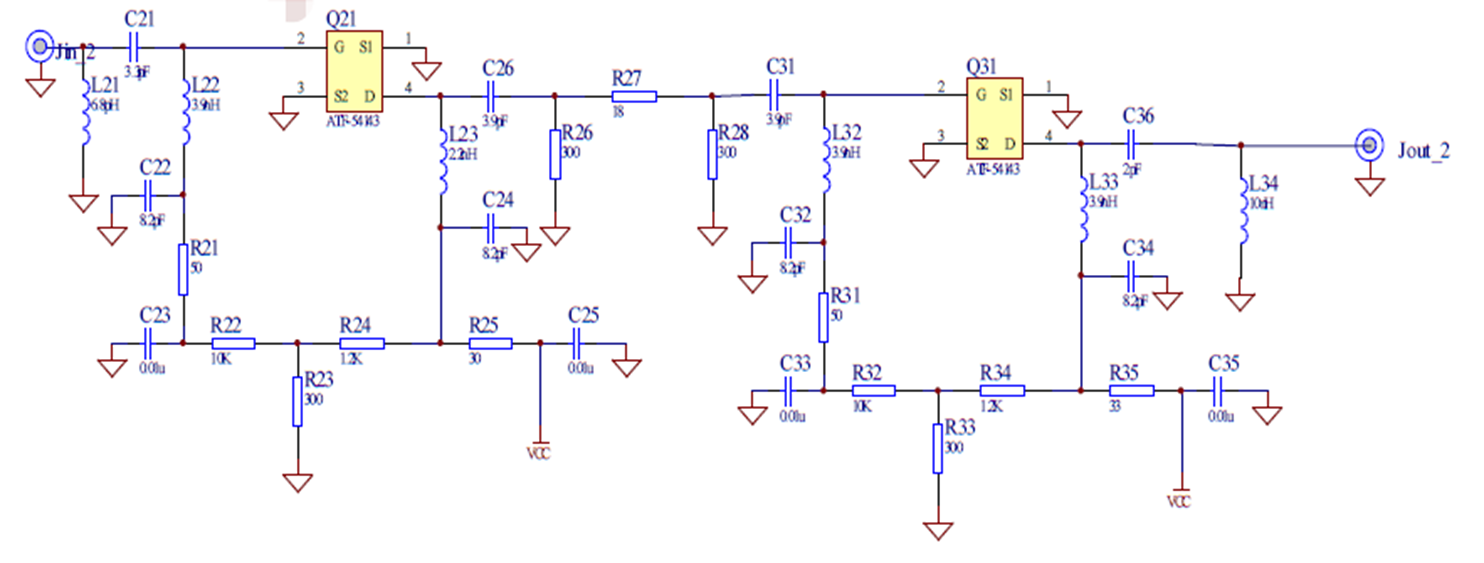 Jin_2
C21
3.3pF
L21
6.8pH
L22
3.9nH
Q21
2 G S1 1
3 S2 D 4
ATF-54143
C22
8.2pF
R21
50
C23
0.01u
R22
10K
R23
300
R24
1.2K
L23
2.2nH
C24
8.2pF
R25
30
C25
0.01u
VCC
C26
3.9pF
R26
300
R27
18
R28
300
C31
3.9pF
L32
3.9nH
C32
8.2pF
R31
50
C33
0.01u
R32
10K
R33
300
R34
1.2K
Q31
2 G S1 1
3 S2 D 4
ATF-54143
C36
2pF
L33
3.9nH
C34
8.2pF
R35
33
C35
0.01u
VCC
L34
10nH
Jout_2